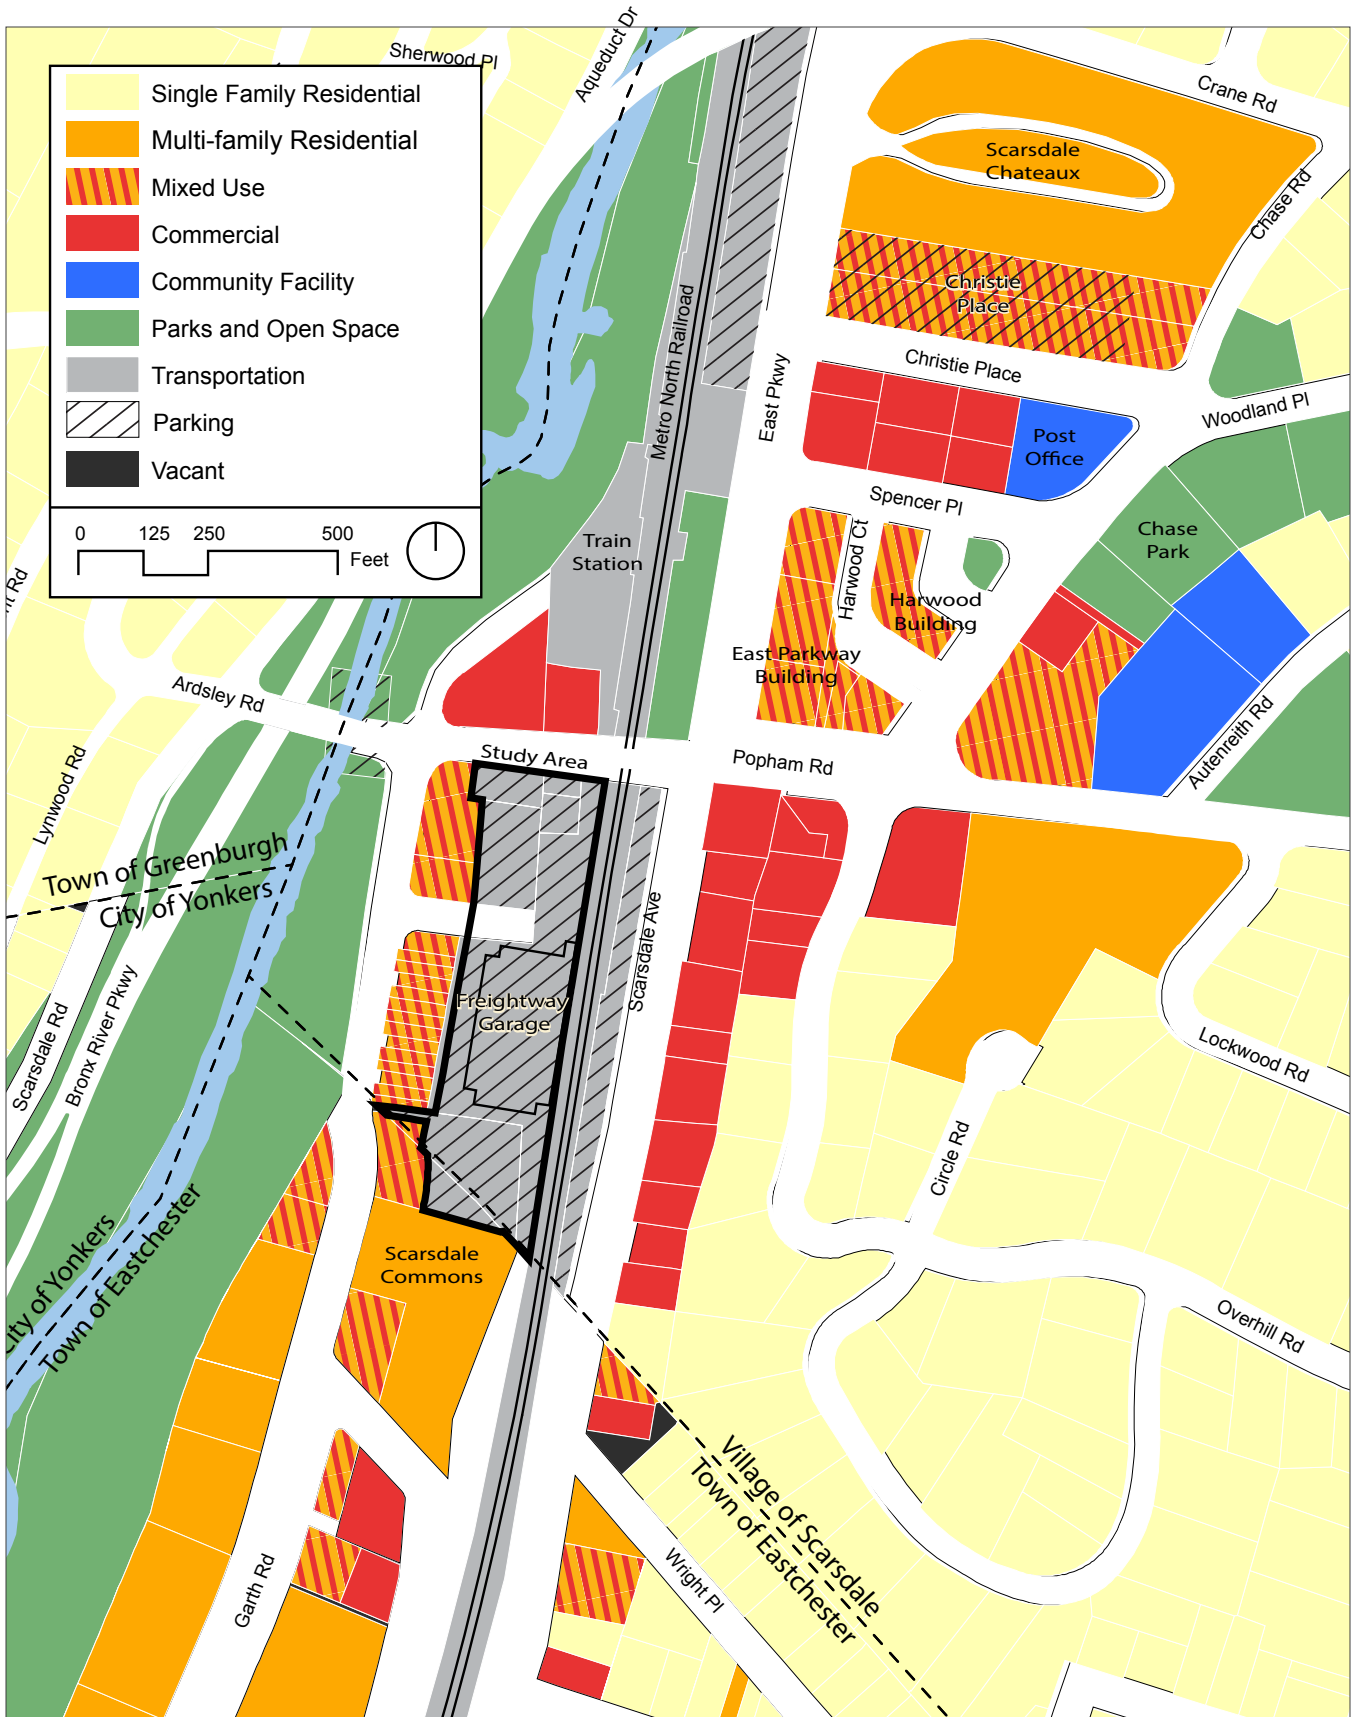 Sherwood Pl
Aqueduct Dr
Single Family Residential
Multi-family Residential
Mixed Use
Commercial
Community Facility
Parks and Open Space
Transportation
Parking
Vacant
0 125 250 500
Feet
Crane Rd
Scarsdale
Chateaux
Chase Rd
Christie
Place
Metro North Railroad
East Pkwy
Christie Place
Woodland Pl
Post
Office
Spencer Pl
Train
Station
Harwood Ct
Harwood
Building
Chase
Park
East Parkway
Building
Ardsley Rd
Study Area
Popham Rd
Autenreith Rd
Lynwood Rd
Town of Greenburgh
City of Yonkers
Scarsdale Ave
Freightway
Garage
Scarsdale Rd
Bronx River Pkwy
Lockwood Rd
Circle Rd
City of Yonkers
Town of Eastchester
Scarsdale
Commons
Overhill Rd
Village of Scarsdale
Town of Eastchester
Garth Rd
Wright Pl